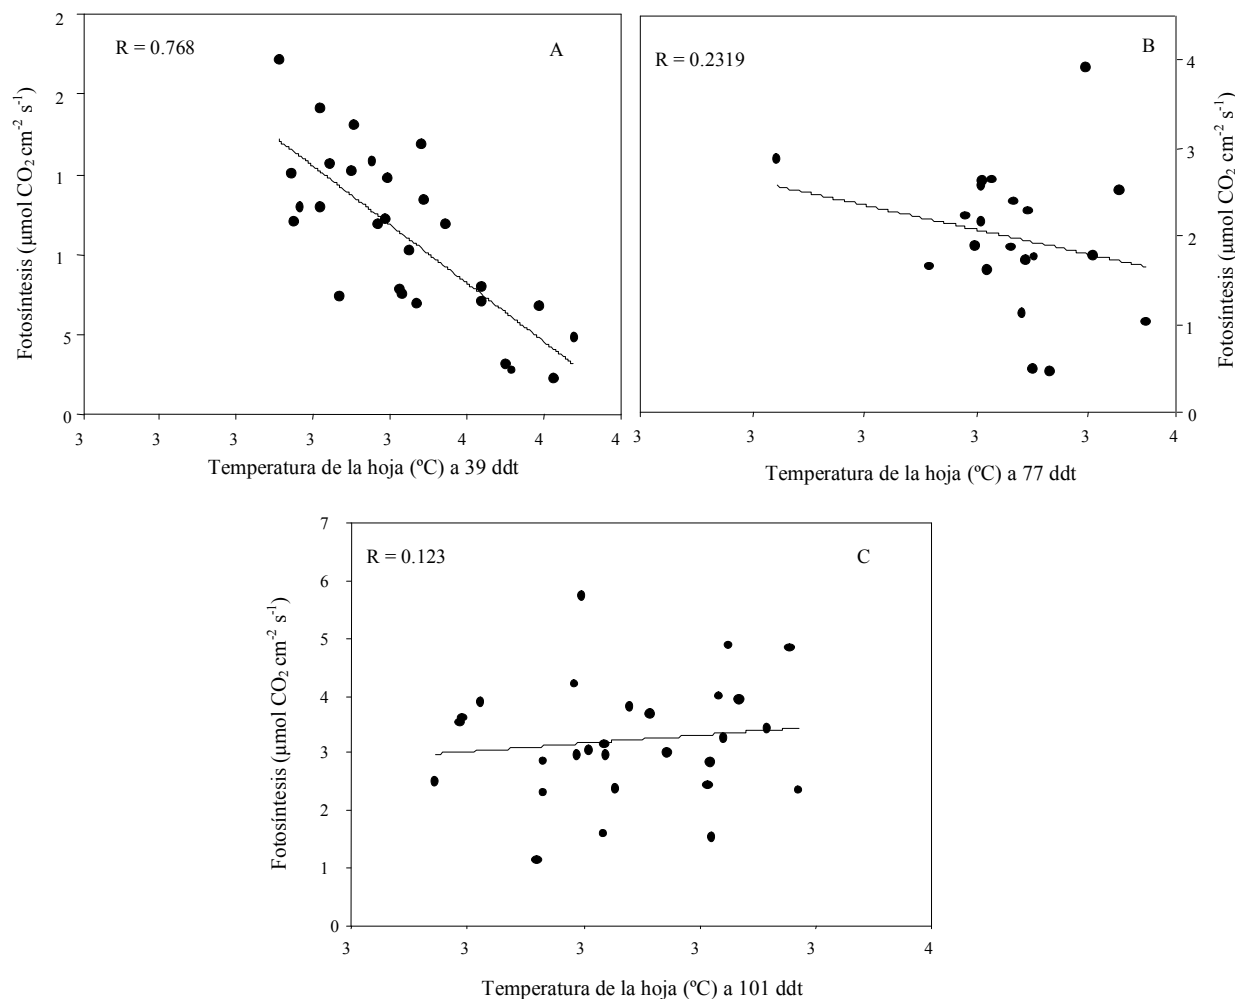 R = 0.768
A
Fotosíntesis (µmol CO₂ cm⁻² s⁻¹)
2
2
1
1
5
0
3 3 3 3 3 4 4 4
Temperatura de la hoja (ºC) a 39 ddt
R = 0.2319
B
Fotosíntesis (µmol CO₂ cm⁻² s⁻¹)
4
3
2
1
0
3 3 3 3 3 4
Temperatura de la hoja (ºC) a 77 ddt
R = 0.123
C
Fotosíntesis (µmol CO₂ cm⁻² s⁻¹)
7
6
5
4
3
2
1
0
3 3 3 3 3 4
Temperatura de la hoja (ºC) a 101 ddt